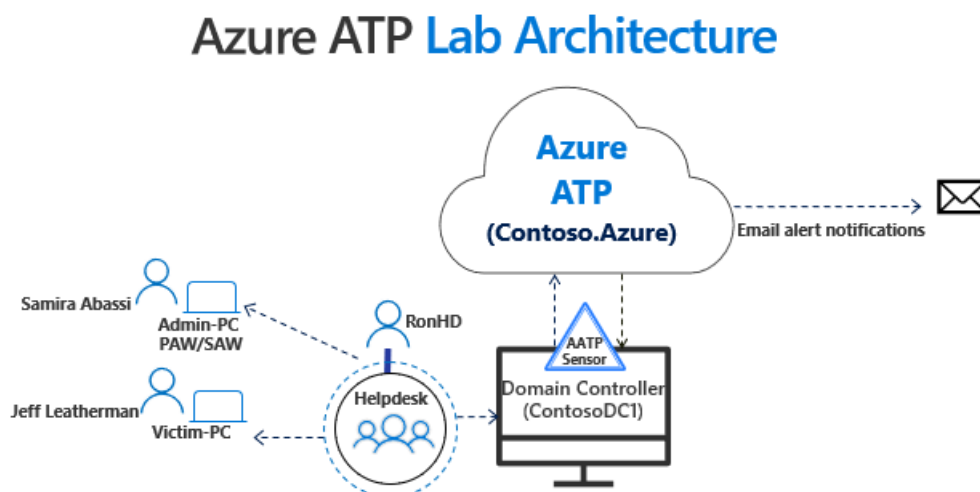 Azure ATP Lab Architecture
Azure
ATP
(Contoso.Azure)
Email alert notifications
Samira Abassi
Admin-PC
PAW/SAW
RonHD
AATP
Sensor
Domain Controller
(ContosoDC1)
Helpdesk
Jeff Leatherman
Victim-PC